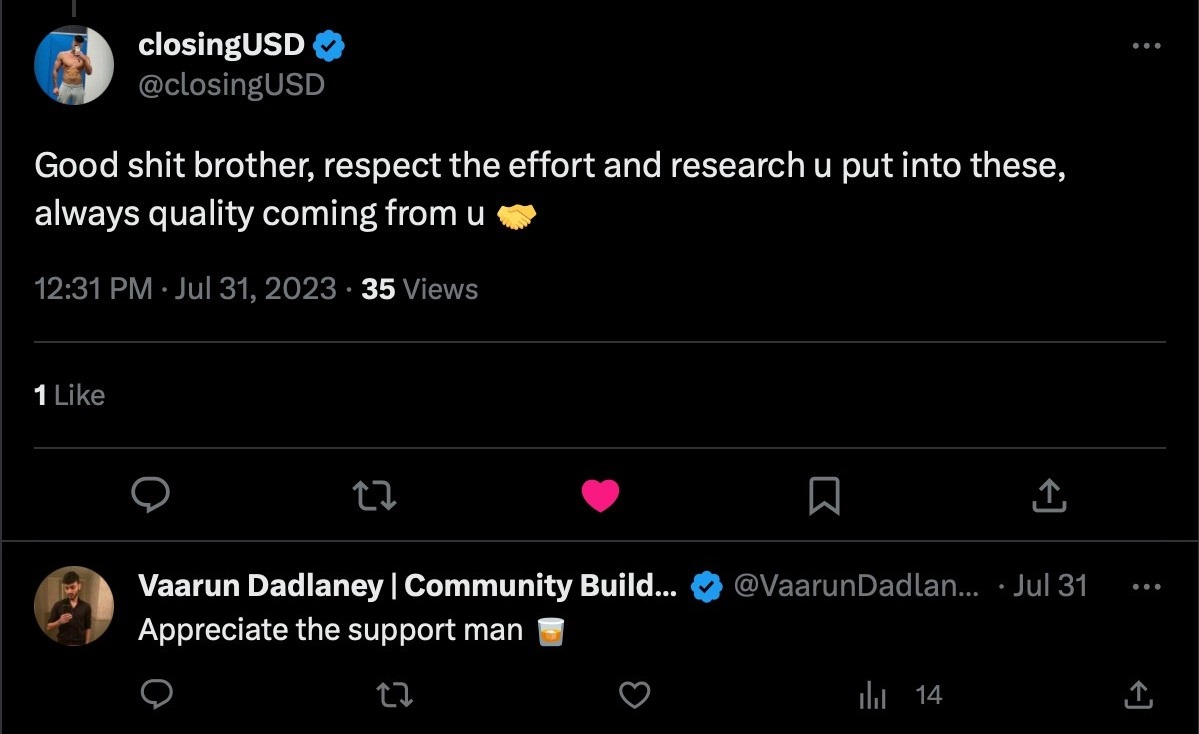 closingUSD
@closingUSD
Good shit brother, respect the effort and research u put into these,
always quality coming from u 🤝
12:31 PM · Jul 31, 2023 · 35 Views
1 Like
Vaarun Dadlaney | Community Build... @VaarunDadlan... · Jul 31
Appreciate the support man 🥃
14